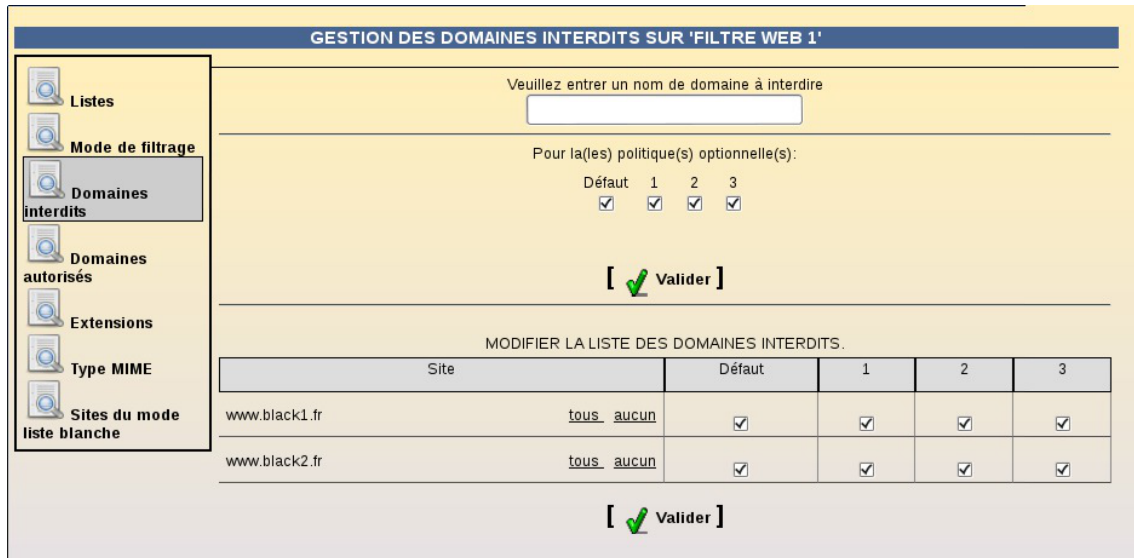 GESTION DES DOMAINES INTERDITS SUR 'FILTRE WEB 1'
Listes
Mode de filtrage
Domaines
interdits
Domaines
autorisés
Extensions
Type MIME
Sites du mode
liste blanche
Veuillez entrer un nom de domaine à interdire
Pour la(les) politique(s) optionnelle(s):
Défaut 1 2 3
[ Valider ]
MODIFIER LA LISTE DES DOMAINES INTERDITS.
Site Défaut 1 2 3
www.black1.fr tous aucun
www.black2.fr tous aucun
[ Valider ]